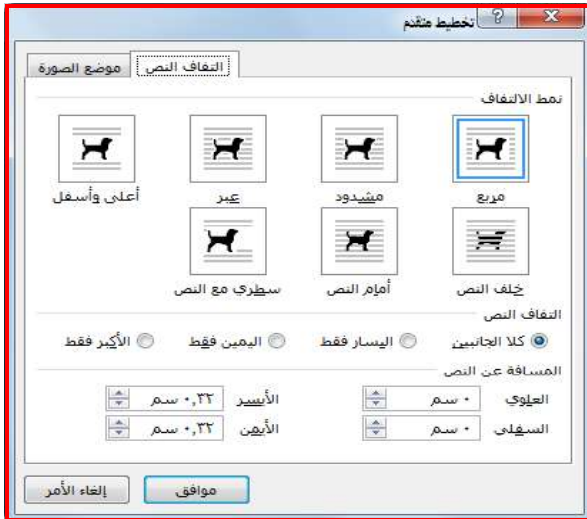 تخطيط متقدم
التفاف النص موضع الصورة
نمط الالتفاف
مربع مشدود عبر أعلى وأسفل
خلف النص أمام النص سطري مع النص
التفاف النص
كلا الجانبين اليسار فقط اليمين فقط الأكبر فقط
المسافة عن النص
العلوي ٠ سم الأيسر ٠,٣٢ سم
السفلي ٠ سم الأيمن ٠,٣٢ سم
موافق إلغاء الأمر